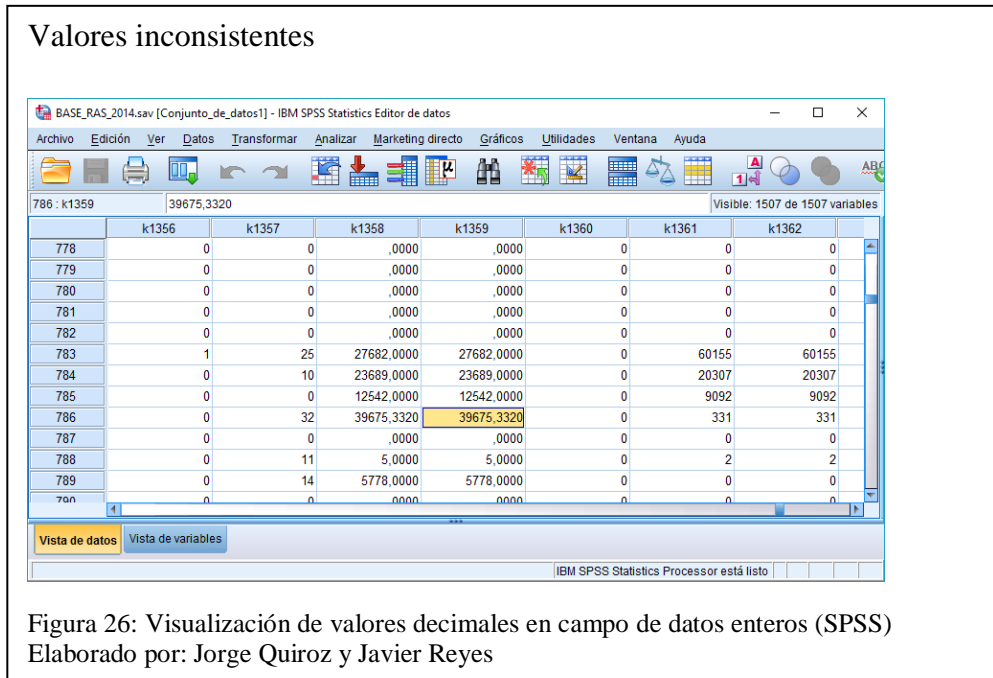 Valores inconsistentes
BASE_RAS_2014.sav [Conjunto_de_datos1] - IBM SPSS Statistics Editor de datos
Archivo Edición Ver Datos Transformar Analizar Marketing directo Gráficos Utilidades Ventana Ayuda
786 : k1359 39675,3320 Visible: 1507 de 1507 variables
k1356 k1357 k1358 k1359 k1360 k1361 k1362
778 0 0 ,0000 ,0000 0 0 0
779 0 0 ,0000 ,0000 0 0 0
780 0 0 ,0000 ,0000 0 0 0
781 0 0 ,0000 ,0000 0 0 0
782 0 0 ,0000 ,0000 0 0 0
783 1 25 27682,0000 27682,0000 0 60155 60155
784 0 10 23689,0000 23689,0000 0 20307 20307
785 0 0 12542,0000 12542,0000 0 9092 9092
786 0 32 39675,3320 39675,3320 0 331 331
787 0 0 ,0000 ,0000 0 0 0
788 0 11 5,0000 5,0000 0 2 2
789 0 14 5778,0000 5778,0000 0 0 0
790 0 0 ,0000 ,0000 0 0 0
Vista de datos Vista de variables
IBM SPSS Statistics Processor está listo
Figura 26: Visualización de valores decimales en campo de datos enteros (SPSS)
Elaborado por: Jorge Quiroz y Javier Reyes